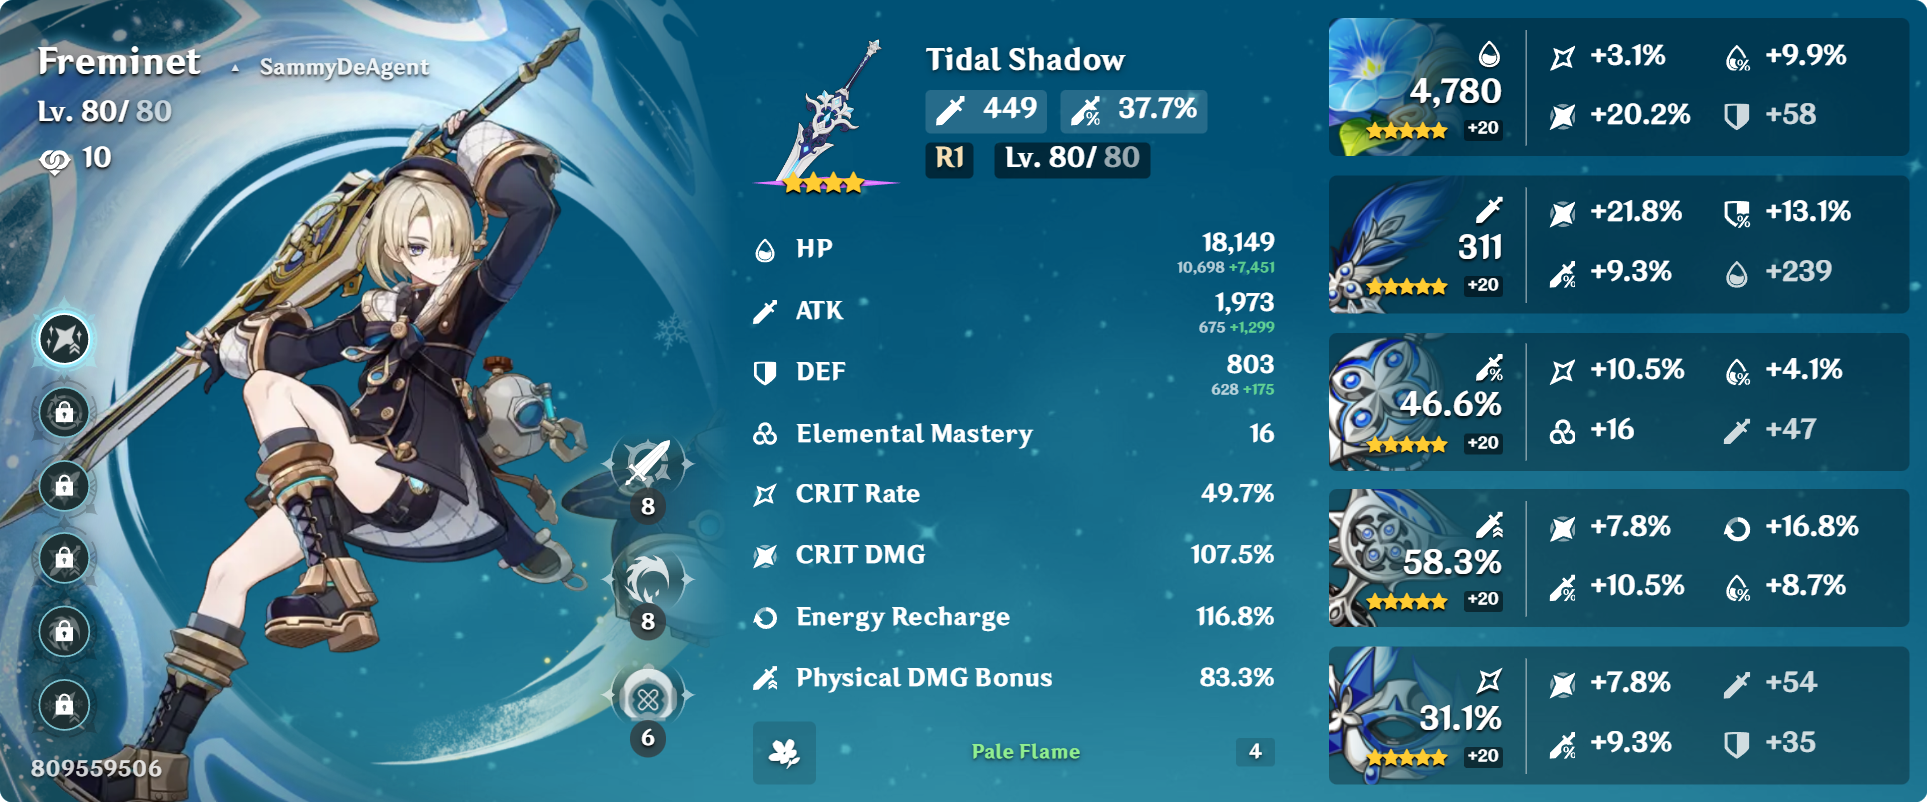 Freminet ▲ SammyDeAgent
Lv. 80/ 80
10
8
8
6
809559506
Tidal Shadow
449 37.7%
R1 Lv. 80/ 80
HP 18,149
10,698 +7,451
ATK 1,973
675 +1,299
DEF 803
628 +175
Elemental Mastery 16
CRIT Rate 49.7%
CRIT DMG 107.5%
Energy Recharge 116.8%
Physical DMG Bonus 83.3%
Pale Flame 4
4,780
+20
+3.1% +9.9%
+20.2% +58
311
+20
+21.8% +13.1%
+9.3% +239
46.6%
+20
+10.5% +4.1%
+16 +47
58.3%
+20
+7.8% +16.8%
+10.5% +8.7%
31.1%
+20
+7.8% +54
+9.3% +35